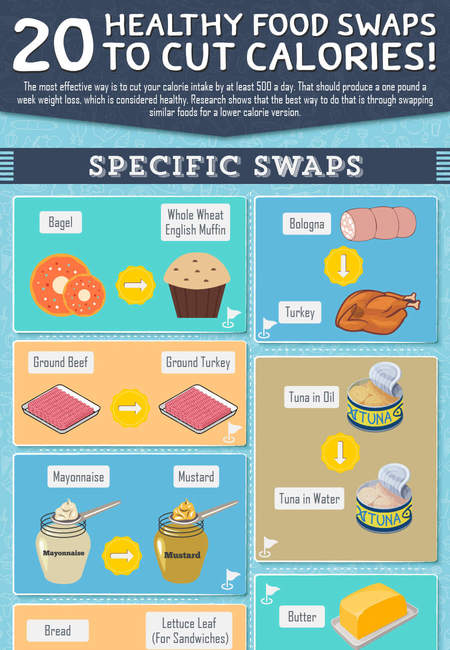 20 HEALTHY FOOD SWAPS
TO CUT CALORIES!
The most effective way is to cut your calorie intake by at least 500 a day. That should produce a one pound a
week weight loss, which is considered healthy. Research shows that the best way to do that is through swapping
similar foods for a lower calorie version.
SPECIFIC SWAPS
Bagel
Whole Wheat
English Muffin
Bologna
Turkey
Ground Beef
Ground Turkey
Tuna in Oil
TUNA
Tuna in Water
TUNA
Mayonnaise
Mustard
Mayonnaise
Mustard
Bread
Lettuce Leaf
(For Sandwiches)
Butter